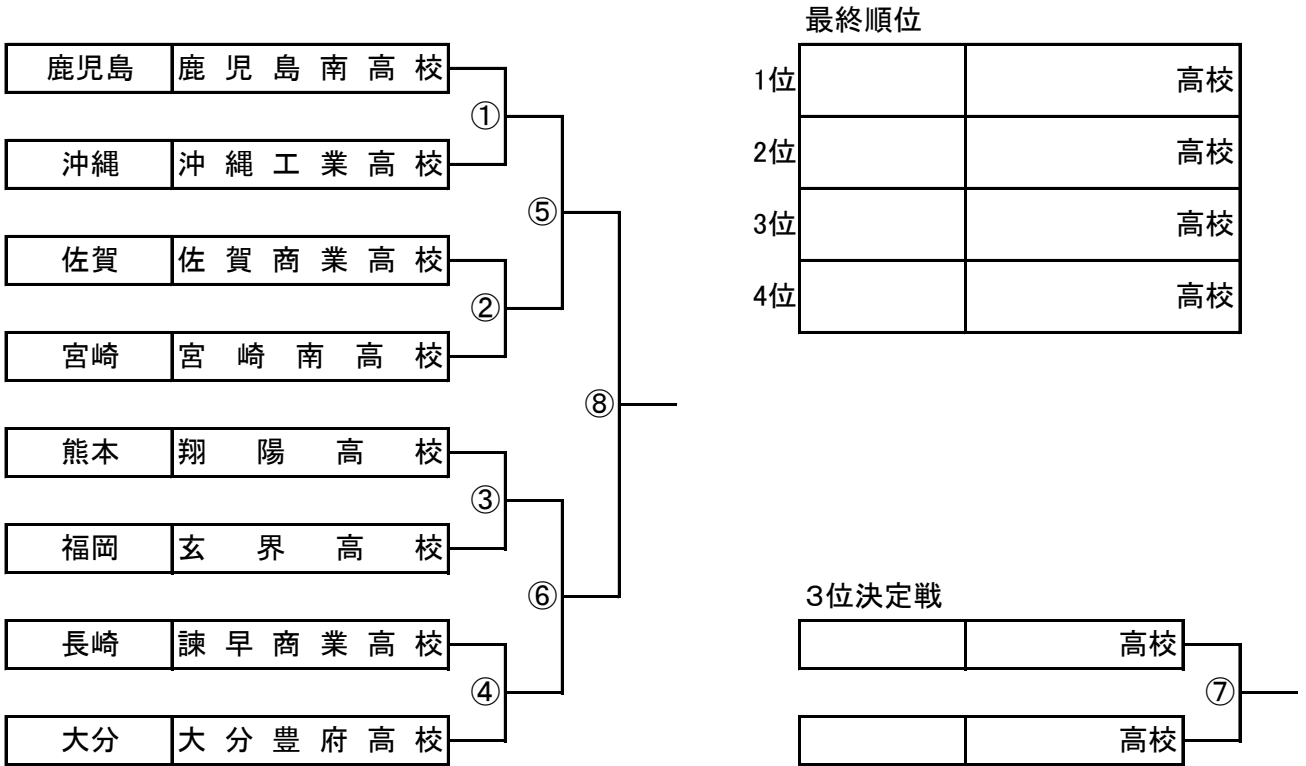 最終順位
鹿児島 鹿児島南高校
①
沖縄 沖縄工業高校
⑤
佐賀 佐賀商業高校
②
宮崎 宮崎南高校
⑧
熊本 翔陽高校
③
福岡 玄界高校
⑥
長崎 諫早商業高校
④
大分 大分豊府高校
1位 高校
2位 高校
3位 高校
4位 高校
3位決定戦
高校
⑦
高校